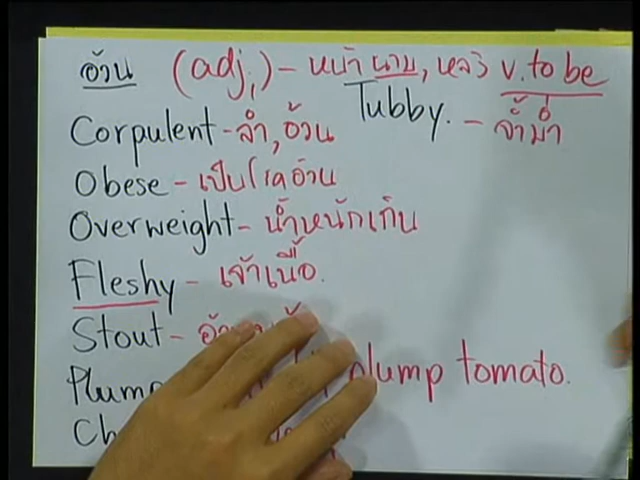 อ้วน (adj.) - หน้า นาม, หลัง v. to be
Corpulent - ล่ำ, อ้วน Tubby. - จ้ำม่ำ
Obese - เป็นโรคอ้วน
Overweight - น้ำหนักเกิน
Fleshy - เจ้าเนื้อ.
Stout -
plump tomato.